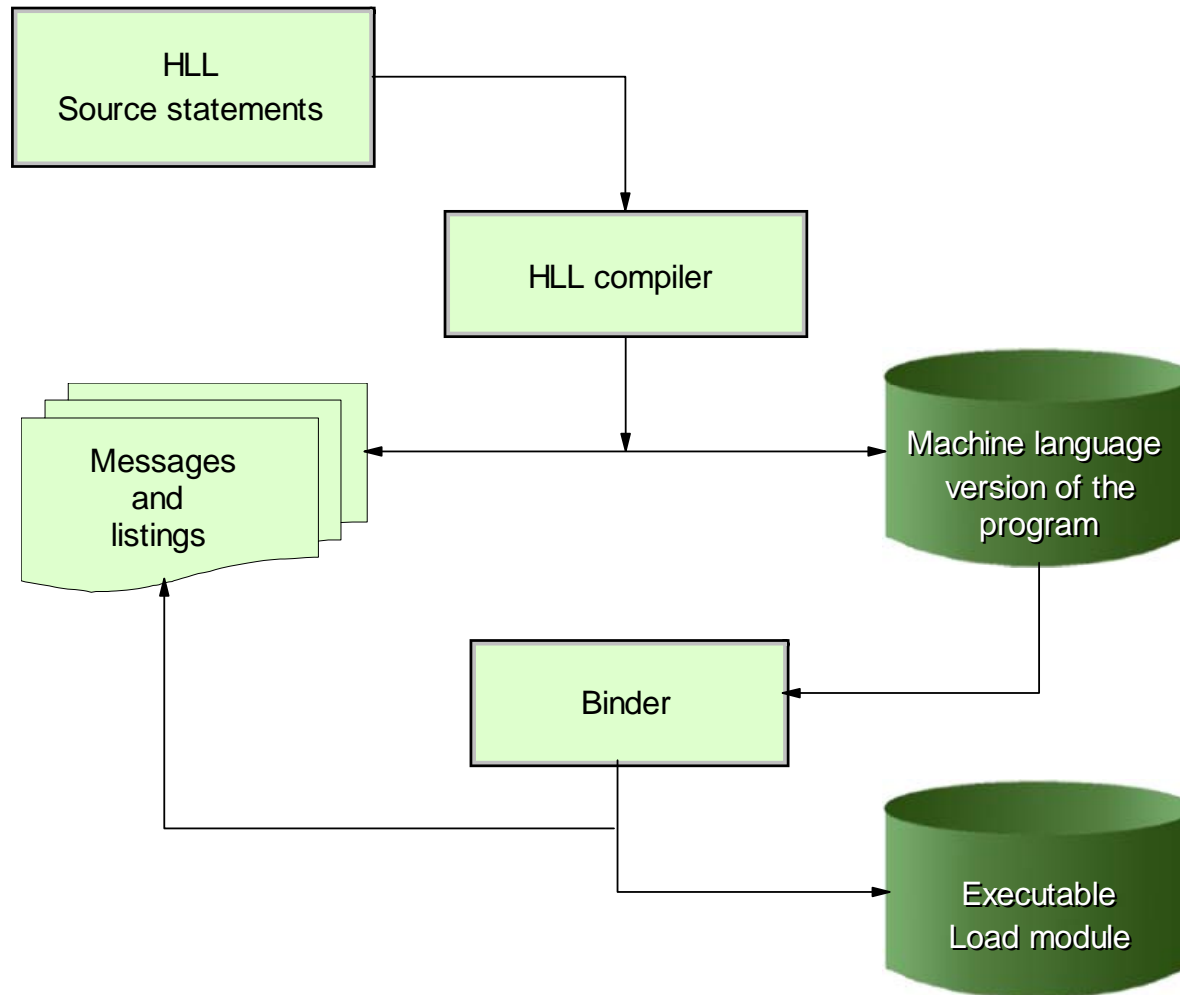 HLL
Source statements
HLL compiler
Messages
and
listings
Machine language
version of the
program
Binder
Executable
Load module